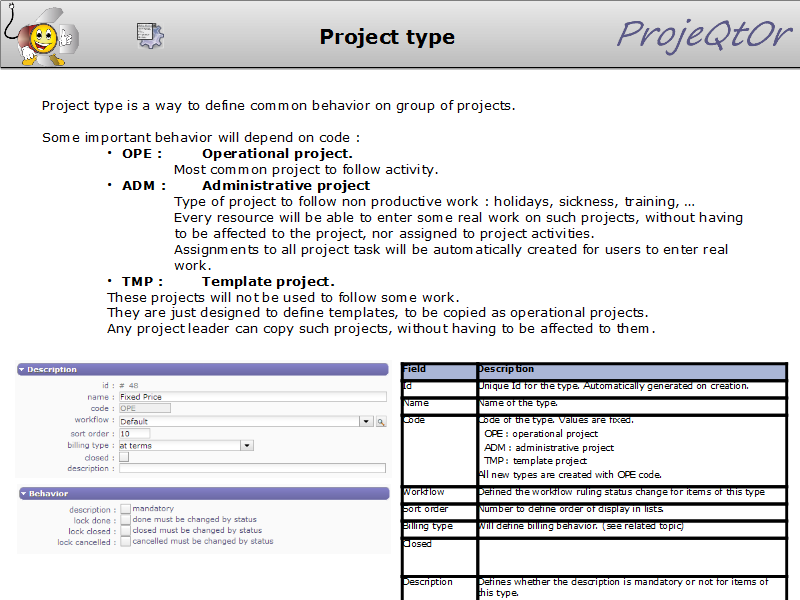 Project type
ProjeQtOr
Project type is a way to define common behavior on group of projects.
Some important behavior will depend on code :
• OPE : Operational project.
Most common project to follow activity.
• ADM : Administrative project
Type of project to follow non productive work : holidays, sickness, training, ...
Every resource will be able to enter some real work on such projects, without having
to be affected to the project, nor assigned to project activities.
Assignments to all project task will be automatically created for users to enter real
work.
• TMP : Template project.
These projects will not be used to follow some work.
They are just designed to define templates, to be copied as operational projects.
Any project leader can copy such projects, without having to be affected to them.
Description
id : # 48
name : Fixed Price
code : OPE
workflow : Default
sort order : 10
billing type : at terms
closed :
description :
Behavior
description : mandatory
lock done : done must be changed by status
lock closed : closed must be changed by status
lock cancelled : cancelled must be changed by status
Field Description
Id Unique Id for the type. Automatically generated on creation.
Name Name of the type.
Code Code of the type. Values are fixed.
OPE : operational project
ADM : administrative project
TMP : template project
All new types are created with OPE code.
Workflow Defined the workflow ruling status change for items of this type
Sort order Number to define order of display in lists.
Billing type Will define billing behavior. (see related topic)
Closed
Description Defines whether the description is mandatory or not for items of
this type.